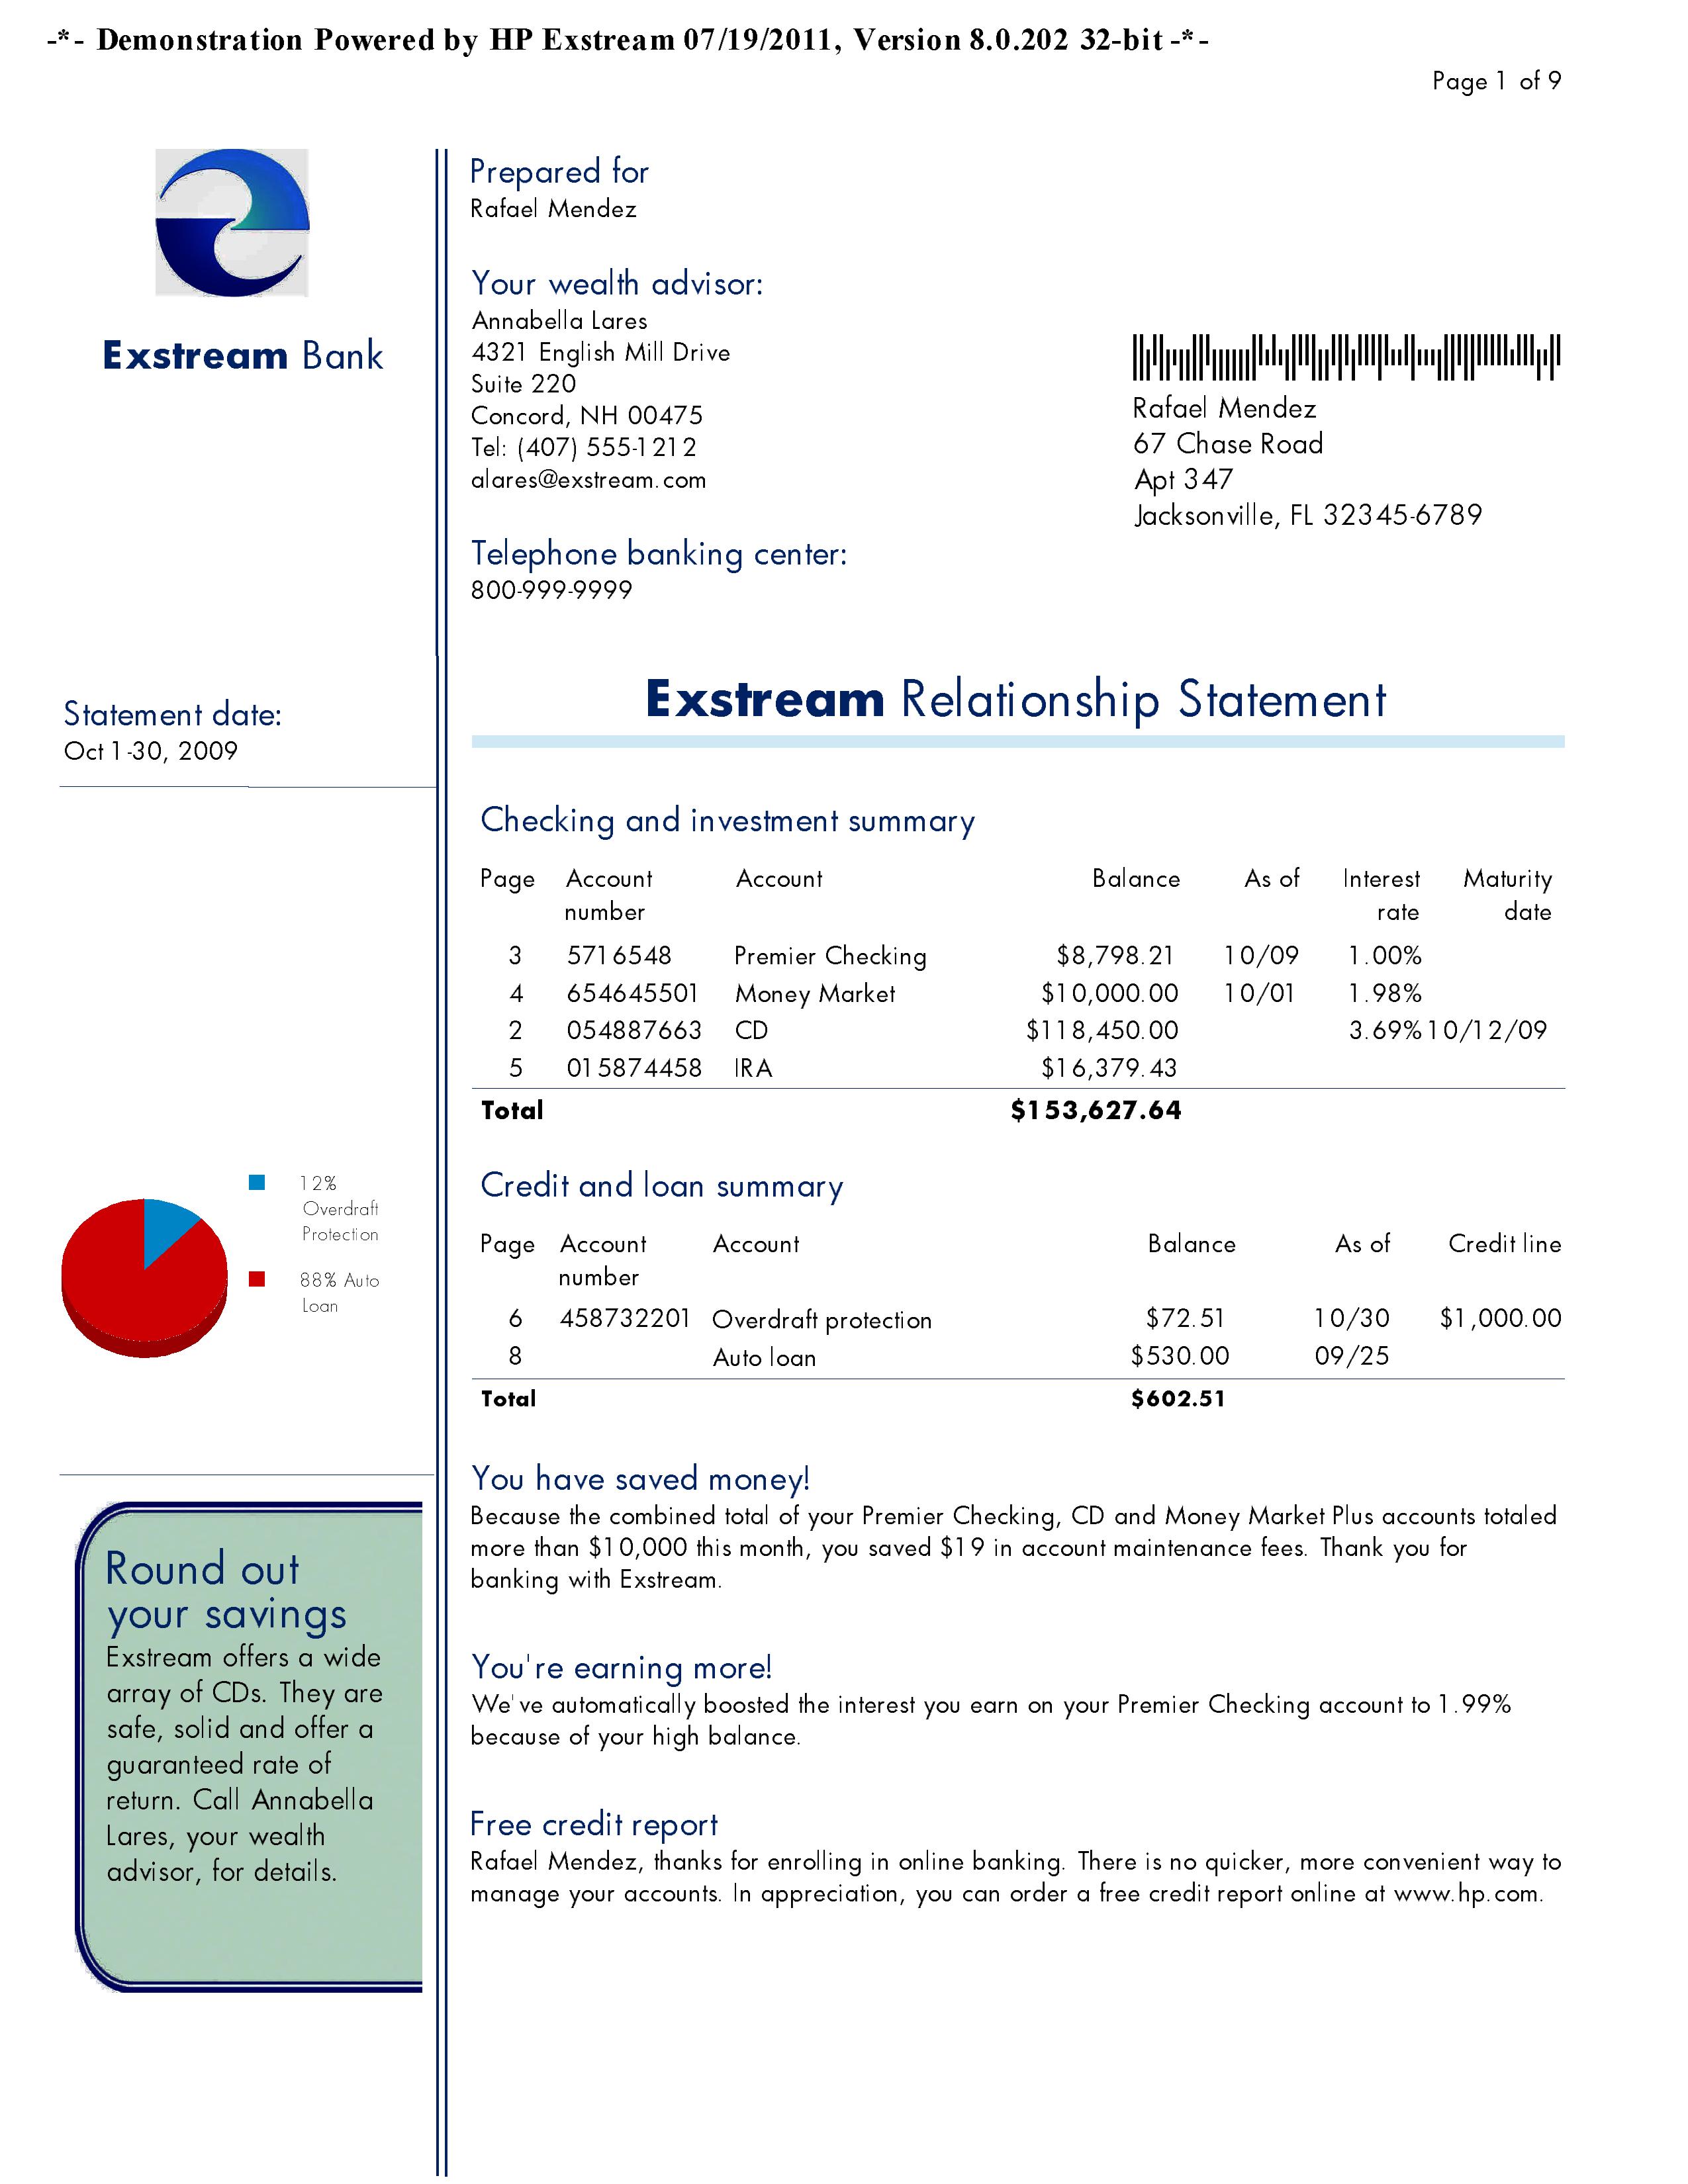 -*- Demonstration Powered by HP Exstream 07/19/2011, Version 8.0.202 32-bit -*-
Page 1 of 9
Exstream Bank
Prepared for
Rafael Mendez
Your wealth advisor:
Annabella Lares
4321 English Mill Drive
Suite 220
Concord, NH 00475
Tel: (407) 555-1212
alares@exstream.com
Telephone banking center:
800-999-9999
Rafael Mendez
67 Chase Road
Apt 347
Jacksonville, FL 32345-6789
Statement date:
Oct 1-30, 2009
Exstream Relationship Statement
Checking and investment summary
Page Account Account Balance As of Interest Maturity
number rate date
3 5716548 Premier Checking $8,798.21 10/09 1.00%
4 654645501 Money Market $10,000.00 10/01 1.98%
2 054887663 CD $118,450.00 3.69% 10/12/09
5 015874458 IRA $16,379.43
Total $153,627.64
12%
Overdraft
Protection
88% Auto
Loan
Credit and loan summary
Page Account Account Balance As of Credit line
number
6 458732201 Overdraft protection $72.51 10/30 $1,000.00
8 Auto loan $530.00 09/25
Total $602.51
You have saved money!
Because the combined total of your Premier Checking, CD and Money Market Plus accounts totaled
more than $10,000 this month, you saved $19 in account maintenance fees. Thank you for
banking with Exstream.
You're earning more!
We've automatically boosted the interest you earn on your Premier Checking account to 1.99%
because of your high balance.
Free credit report
Rafael Mendez, thanks for enrolling in online banking. There is no quicker, more convenient way to
manage your accounts. In appreciation, you can order a free credit report online at www.hp.com.
Round out
your savings
Exstream offers a wide
array of CDs. They are
safe, solid and offer a
guaranteed rate of
return. Call Annabella
Lares, your wealth
advisor, for details.